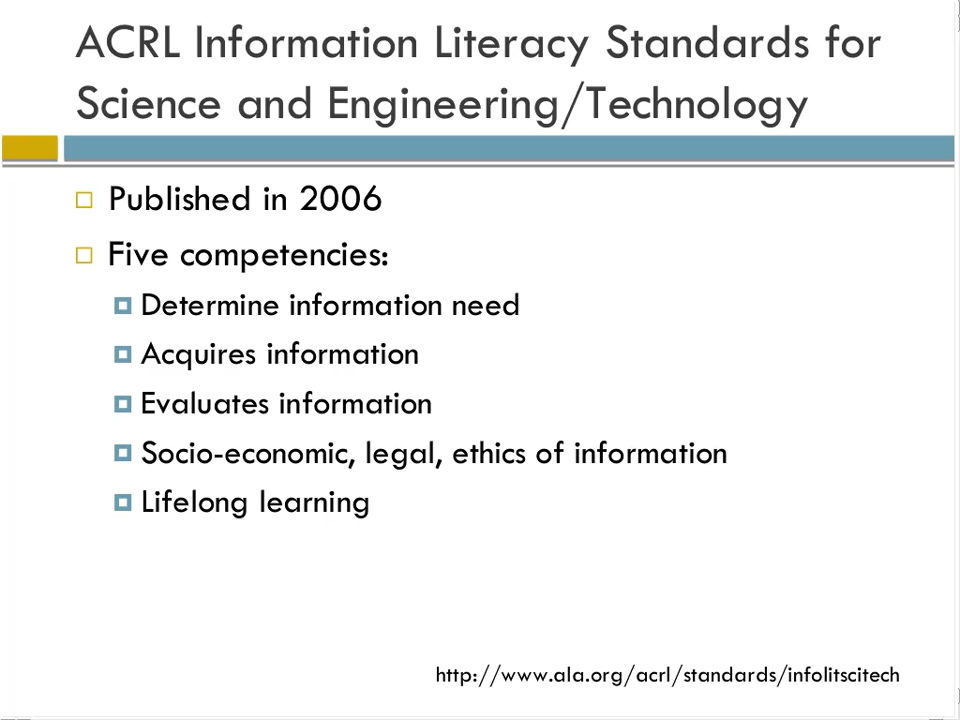 ACRL Information Literacy Standards for
Science and Engineering/Technology
Published in 2006
Five competencies:
Determine information need
Acquires information
Evaluates information
Socio-economic, legal, ethics of information
Lifelong learning
http://www.ala.org/acrl/standards/infolitscitech